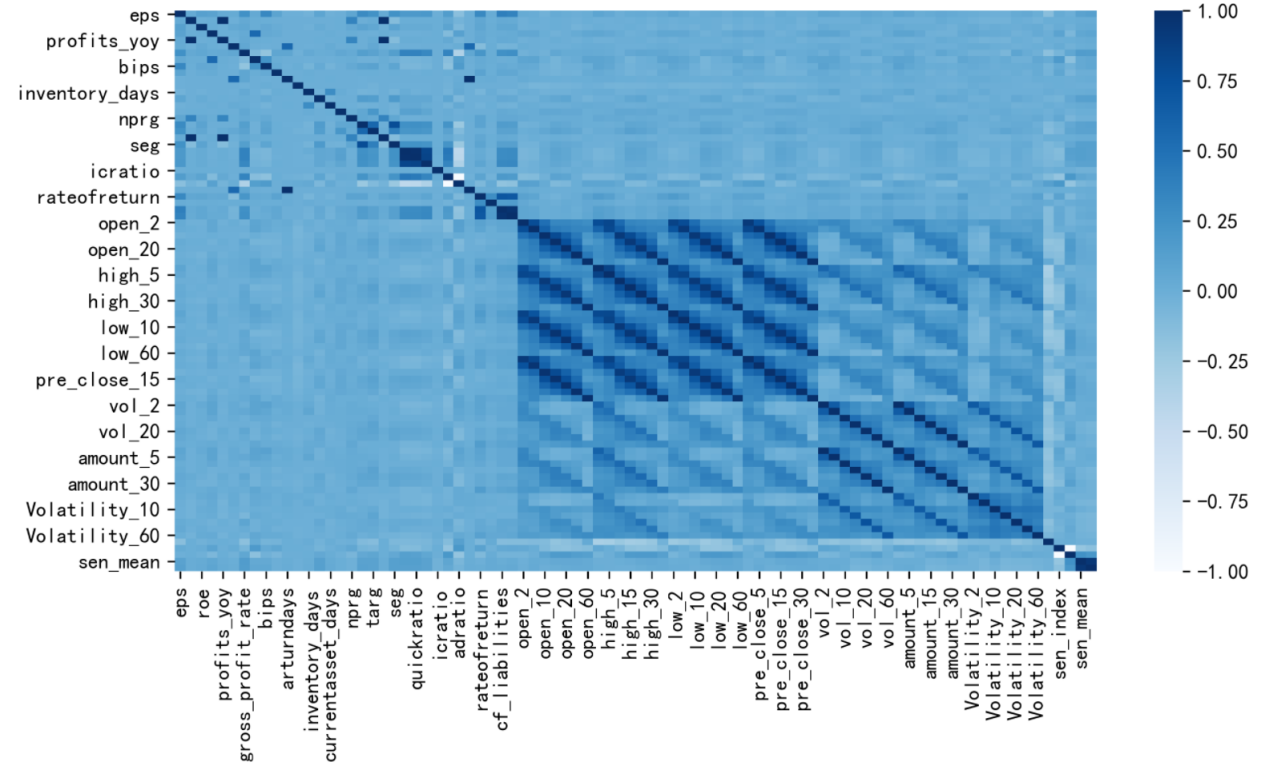 eps
profits_yoy
bips
inventory_days
nprg
seg
icratio
rateofreturn
open_2
open_20
high_5
high_30
low_10
low_60
pre_close_15
vol_2
vol_20
amount_5
amount_30
Volatility_10
Volatility_60
sen_mean
eps
roe
profits_yoy
gross_profit_rate
bips
arturndays
inventory_days
currentasset_days
nprg
targ
seg
quickratio
icratio
adratio
rateofreturn
cf_liabilities
open_2
open_10
open_20
open_60
high_5
high_15
high_30
low_2
low_10
low_20
low_60
pre_close_5
pre_close_15
pre_close_30
vol_2
vol_10
vol_20
vol_60
amount_5
amount_15
amount_30
Volatility_2
Volatility_10
Volatility_20
Volatility_60
sen_index
sen_mean
1.00
0.75
0.50
0.25
0.00
−0.25
−0.50
−0.75
−1.00